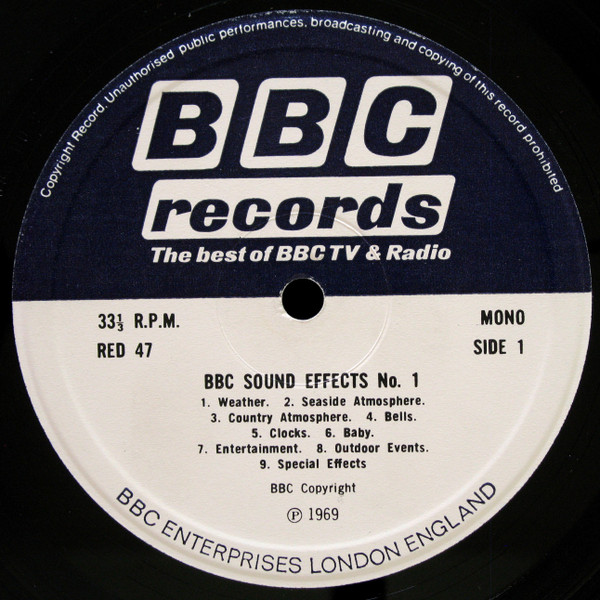 Copyright Record. Unauthorised public performances, broadcasting and copying of this record prohibited
BBC
records
The best of BBC TV & Radio
33⅓ R.P.M.
MONO
RED 47
SIDE 1
BBC SOUND EFFECTS No. 1
1. Weather. 2. Seaside Atmosphere.
3. Country Atmosphere. 4. Bells.
5. Clocks. 6. Baby.
7. Entertainment. 8. Outdoor Events.
9. Special Effects
BBC Copyright
℗ 1969
BBC ENTERPRISES LONDON ENGLAND